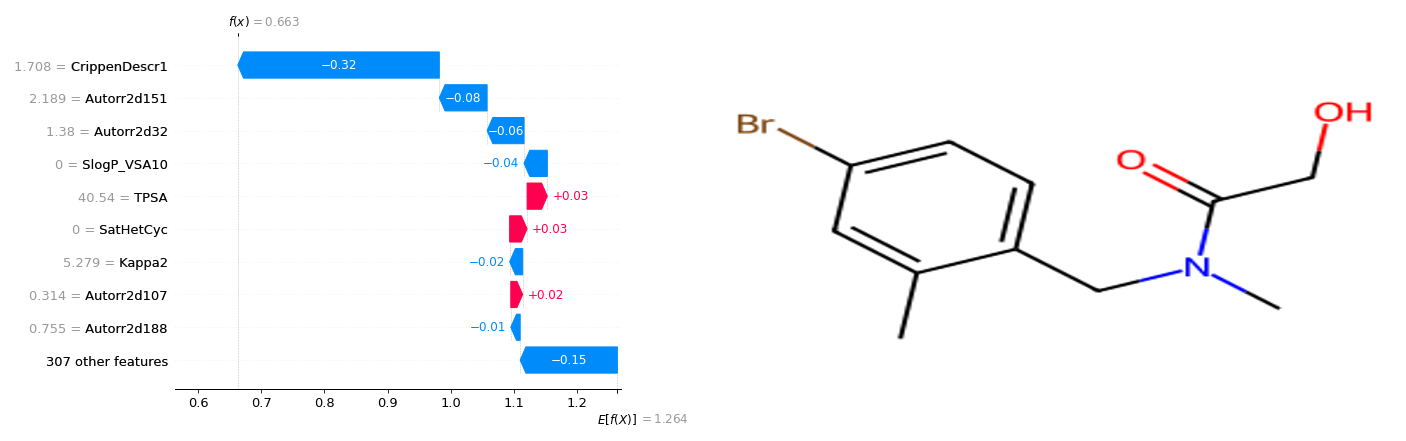 f(x) = 0.663
1.708 = CrippenDescr1
−0.32
2.189 = Autorr2d151
−0.08
1.38 = Autorr2d32
−0.06
0 = SlogP_VSA10
−0.04
40.54 = TPSA
+0.03
0 = SatHetCyc
+0.03
5.279 = Kappa2
−0.02
0.314 = Autorr2d107
+0.02
0.755 = Autorr2d188
−0.01
307 other features
−0.15
0.6 0.7 0.8 0.9 1.0 1.1 1.2
E[f(X)] = 1.264
Br
O
OH
N